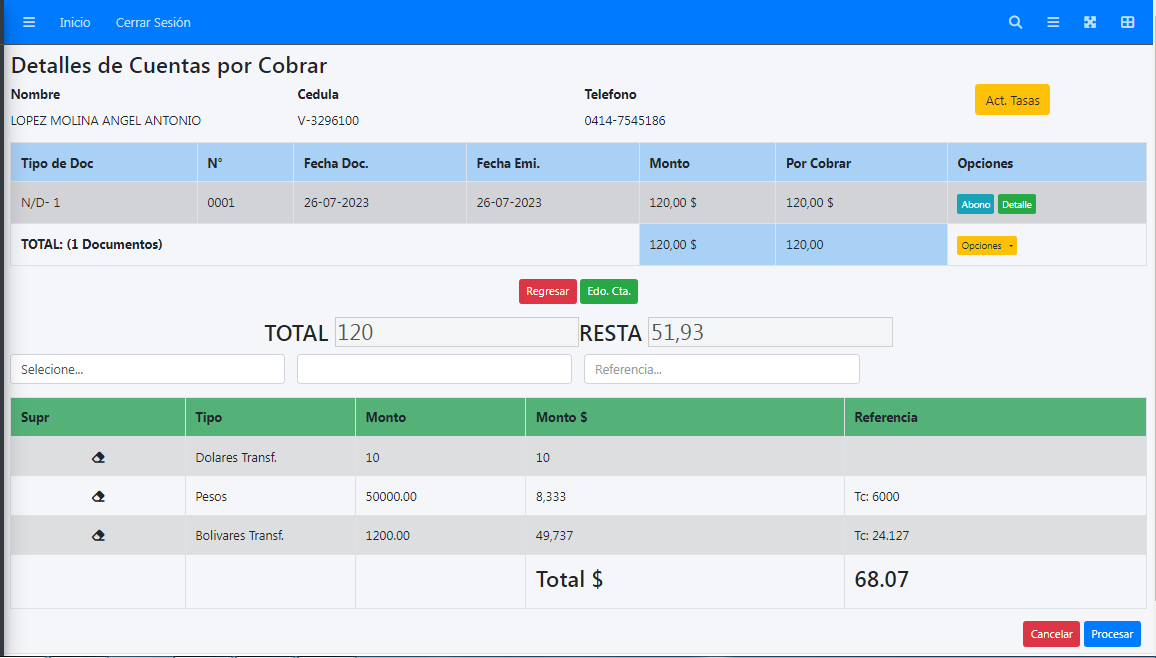 Inicio Cerrar Sesión
Detalles de Cuentas por Cobrar
Nombre Cedula Telefono
LOPEZ MOLINA ANGEL ANTONIO V-3296100 0414-7545186
Act. Tasas
Tipo de Doc N° Fecha Doc. Fecha Emi. Monto Por Cobrar Opciones
N/D- 1 0001 26-07-2023 26-07-2023 120,00 $ 120,00 $ Abono Detalle
TOTAL: (1 Documentos) 120,00 $ 120,00 Opciones
Regresar Edo. Cta.
TOTAL 120 RESTA 51,93
Selecione... Referencia...
Supr Tipo Monto Monto $ Referencia
Dolares Transf. 10 10
Pesos 50000.00 8,333 Tc: 6000
Bolivares Transf. 1200.00 49,737 Tc: 24.127
Total $ 68.07
Cancelar Procesar